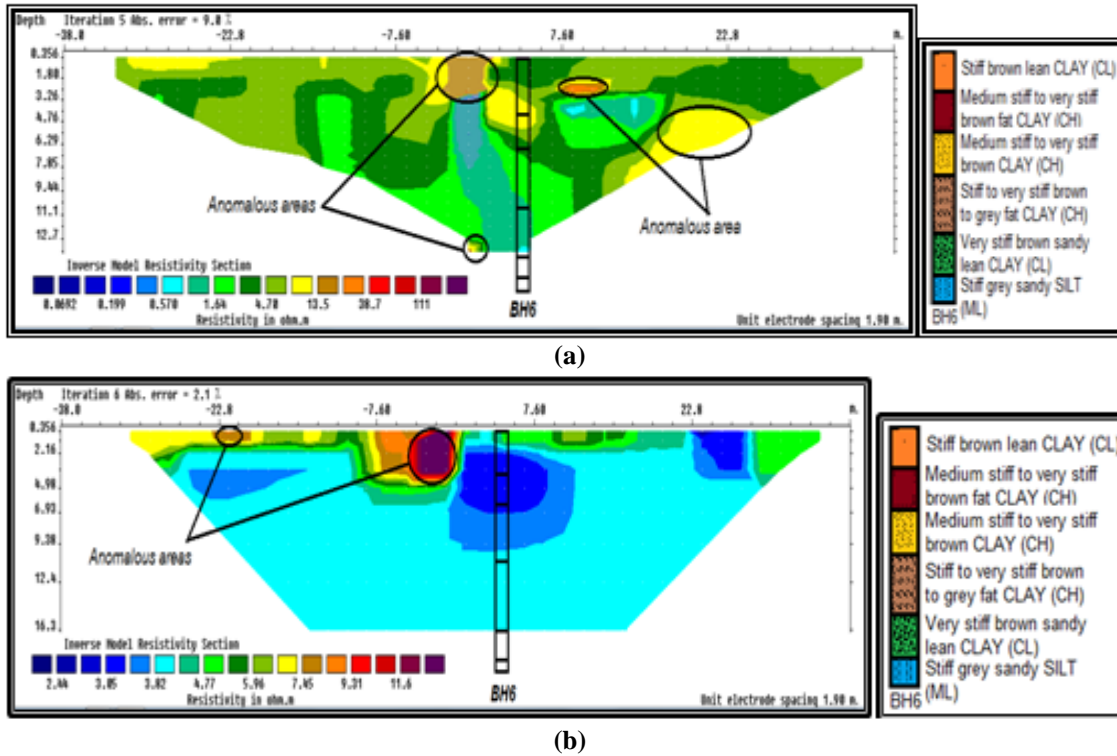 Depth Iteration 5 Abs. error = 9.0 %
-38.0 -22.8 -7.60 7.60 22.8 m.
0.356
1.80
3.26
4.76
6.29
7.85
9.44
11.1
12.7
Anomalous areas
Anomalous area
Inverse Model Resistivity Section
0.0692 0.199 0.570 1.64 4.70 13.5 38.7 111
Resistivity in ohm.m
BH6
Unit electrode spacing 1.90 m.
Stiff brown lean CLAY (CL)
Medium stiff to very stiff
brown fat CLAY (CH)
Medium stiff to very stiff
brown CLAY (CH)
Stiff to very stiff brown
to grey fat CLAY (CH)
Very stiff brown sandy
lean CLAY (CL)
Stiff grey sandy SILT
BH6 (ML)
(a)
Depth Iteration 6 Abs. error = 2.1 %
-38.0 -22.8 -7.60 7.60 22.8 m.
0.356
2.16
4.98
6.93
9.38
12.4
16.3
Anomalous areas
Inverse Model Resistivity Section
2.44 3.05 3.82 4.77 5.96 7.45 9.31 11.6
Resistivity in ohm.m
BH6
Unit electrode spacing 1.90 m.
Stiff brown lean CLAY (CL)
Medium stiff to very stiff
brown fat CLAY (CH)
Medium stiff to very stiff
brown CLAY (CH)
Stiff to very stiff brown
to grey fat CLAY (CH)
Very stiff brown sandy
lean CLAY (CL)
Stiff grey sandy SILT
BH6 (ML)
(b)